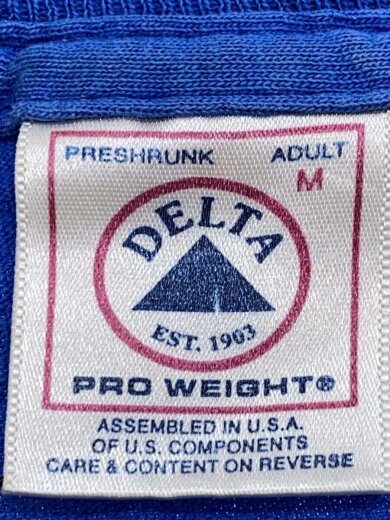 PRESHRUNK ADULT
M
DELTA
EST. 1903
PRO WEIGHT®
ASSEMBLED IN U.S.A.
OF U.S. COMPONENTS
CARE & CONTENT ON REVERSE